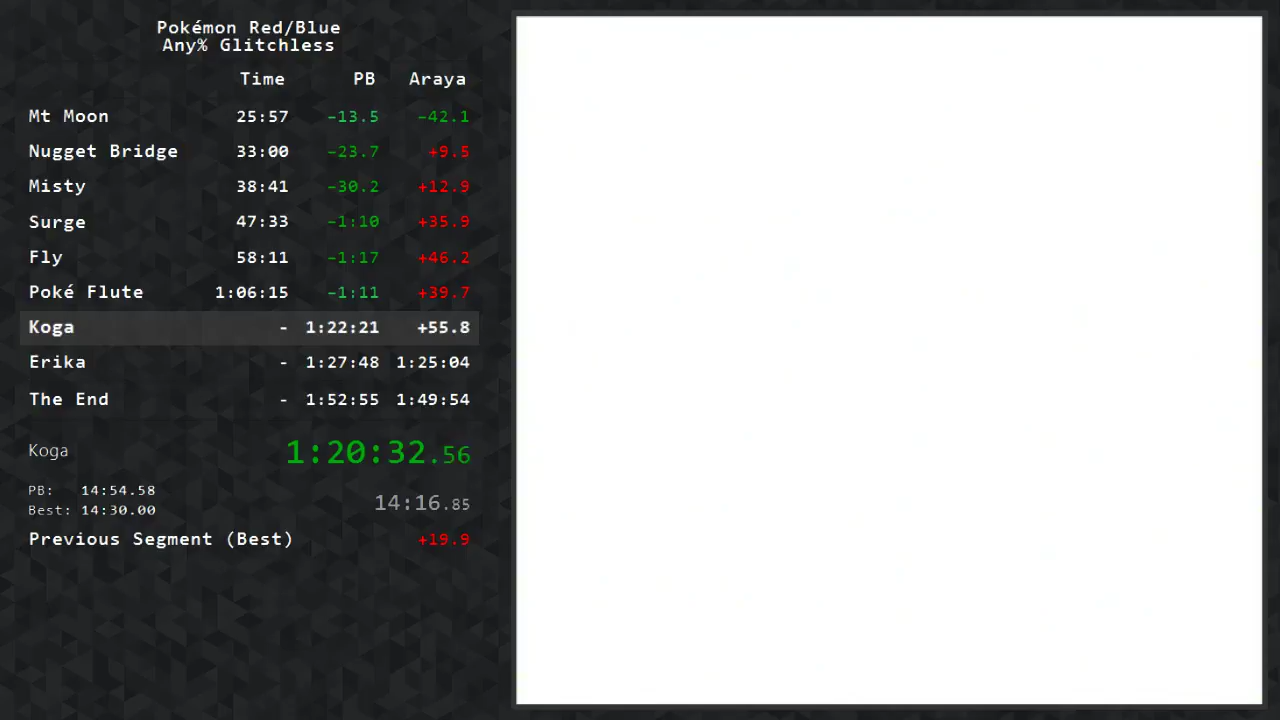 Pokémon Red/Blue
Any% Glitchless
Time PB Araya
Mt Moon 25:57 -13.5 -42.1
Nugget Bridge 33:00 -23.7 +9.5
Misty 38:41 -30.2 +12.9
Surge 47:33 -1:10 +35.9
Fly 58:11 -1:17 +46.2
Poké Flute 1:06:15 -1:11 +39.7
Koga - 1:22:21 +55.8
Erika - 1:27:48 1:25:04
The End - 1:52:55 1:49:54
Koga 1:20:32.56
PB: 14:54.58
Best: 14:30.00
14:16.85
Previous Segment (Best) +19.9